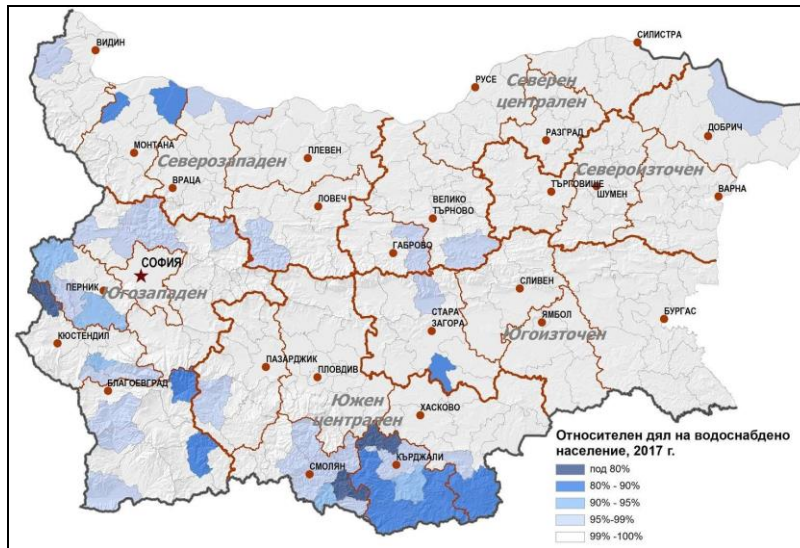 ВИДИН
СИЛИСТРА
РУСЕ
Северен
централен
МОНТАНА
ПЛЕВЕН
РАЗГРАД
ДОБРИЧ
Северозападен
Североизточен
ВРАЦА
ЛОВЕЧ
ВЕЛИКО
ТЪРНОВО
ТЪРГОВИЩЕ
ШУМЕН
ВАРНА
ГАБРОВО
СОФИЯ
ПЕРНИК
Югозападен
СЛИВЕН
СТАРА
ЗАГОРА
ЯМБОЛ
БУРГАС
Югоизточен
КЮСТЕНДИЛ
ПАЗАРДЖИК
ПЛОВДИВ
БЛАГОЕВГРАД
Южен
централен
ХАСКОВО
СМОЛЯН
КЪРДЖАЛИ
Относителен дял на водоснабдено
население, 2017 г.
под 80%
80% - 90%
90% - 95%
95%-99%
99% -100%